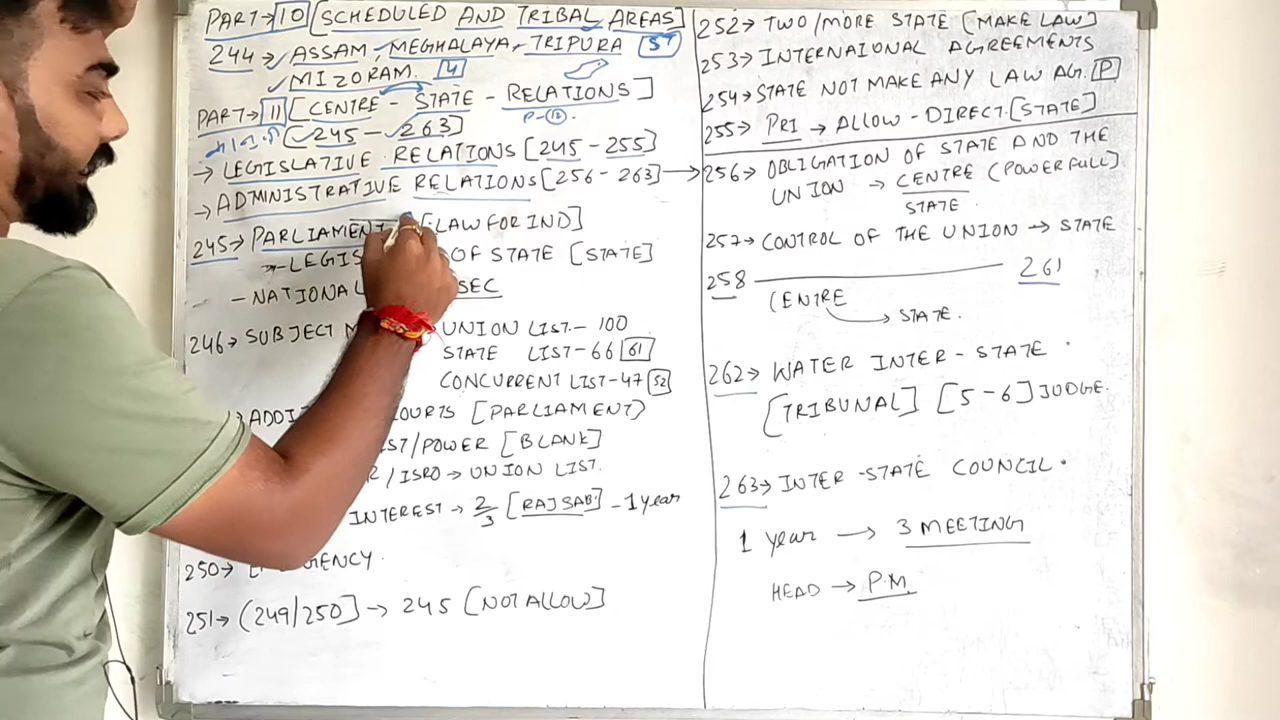 PART→10 [SCHEDULED AND TRIBAL AREAS]
244→ ASSAM, MEGHALAYA, TRIPURA
MIZORAM. 4
PART→11 [CENTRE - STATE - RELATIONS]
P-12.
245 - 263]
→ LEGISLATIVE RELATIONS [245 - 255]
→ ADMINISTRATIVE RELATIONS [256 - 263] →
245→ PARLIAMENT [LAW FOR IND]
OF STATE [STATE]
- NATIONAL SEC
246→ SUBJECT UNION LIST - 100
STATE LIST - 66 61
CONCURRENT LIST - 47 52
COURTS [PARLIAMENT]
/POWER [BLANK]
/ISRO → UNION LIST.
INTEREST → 2/3 [RAJ SAB] - 1 year
250→
251→ (249/250] → 245 [NOT ALLOW]
252→ TWO/MORE STATE [MAKE LAW]
253→ INTERNAIONAL AGREEMENTS
254→ STATE NOT MAKE ANY LAW AG. P
255→ PRI → ALLOW - DIRECT. [STATE]
256→ OBLIGATION OF STATE AND THE
UNION → CENTRE (POWERFULL]
STATE
257→ CONTROL OF THE UNION → STATE
258 — 261
CENTRE
→ STATE.
262→ WATER INTER - STATE
[TRIBUNAL] [5-6] JUDGE.
263→ INTER - STATE COUNCIL.
1 year → 3 MEETING
HEAD → P.M.